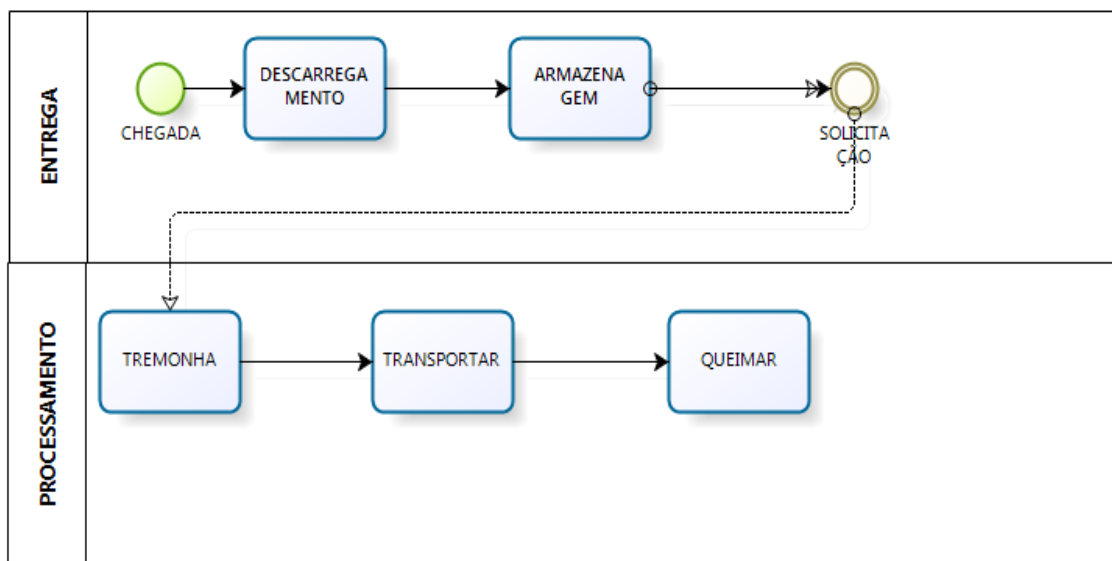 ENTREGA
CHEGADA
DESCARREGA
MENTO
ARMAZENA
GEM
SOLICITA
ÇÃO
PROCESSAMENTO
TREMONHA
TRANSPORTAR
QUEIMAR